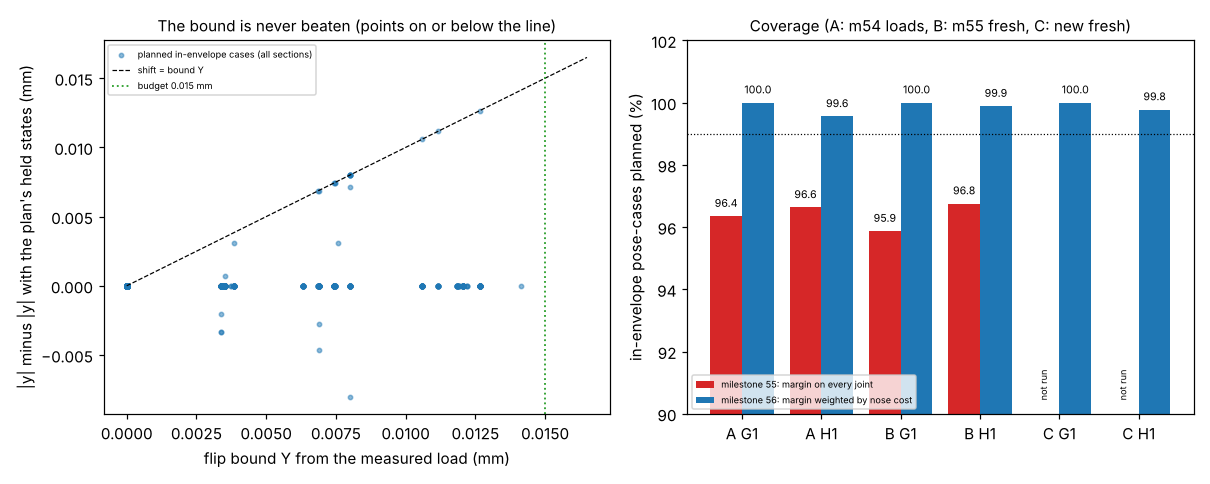 The bound is never beaten (points on or below the line)
planned in-envelope cases (all sections)
shift = bound Y
budget 0.015 mm
|y| minus |y| with the plan's held states (mm)
0.015
0.010
0.005
0.000
−0.005
0.0000
0.0025
0.0050
0.0075
0.0100
0.0125
0.0150
flip bound Y from the measured load (mm)
Coverage (A: m54 loads, B: m55 fresh, C: new fresh)
in-envelope pose-cases planned (%)
102
100
98
96
94
92
90
96.4
100.0
96.6
99.6
95.9
100.0
96.8
99.9
not run
100.0
not run
99.8
milestone 55: margin on every joint
milestone 56: margin weighted by nose cost
A G1
A H1
B G1
B H1
C G1
C H1